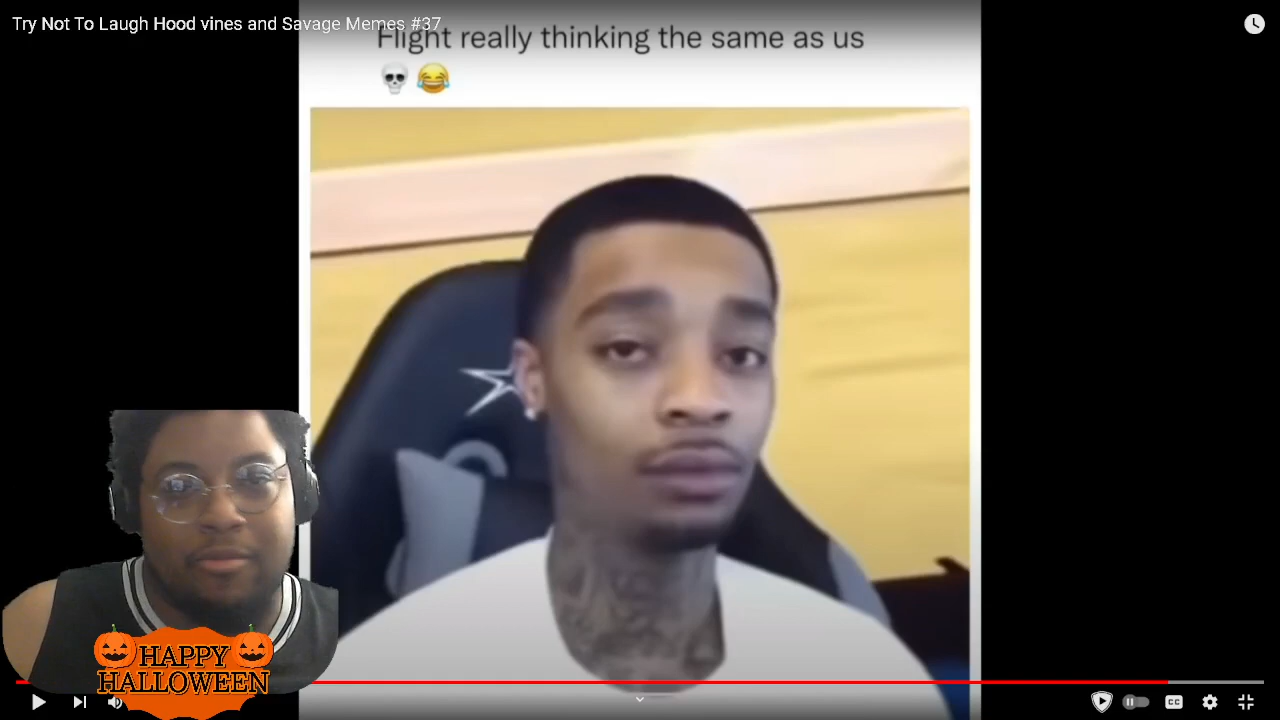 Try Not To Laugh Hood vines and Savage Memes #37
Flight really thinking the same as us
💀😂
HAPPY
HALLOWEEN
CC